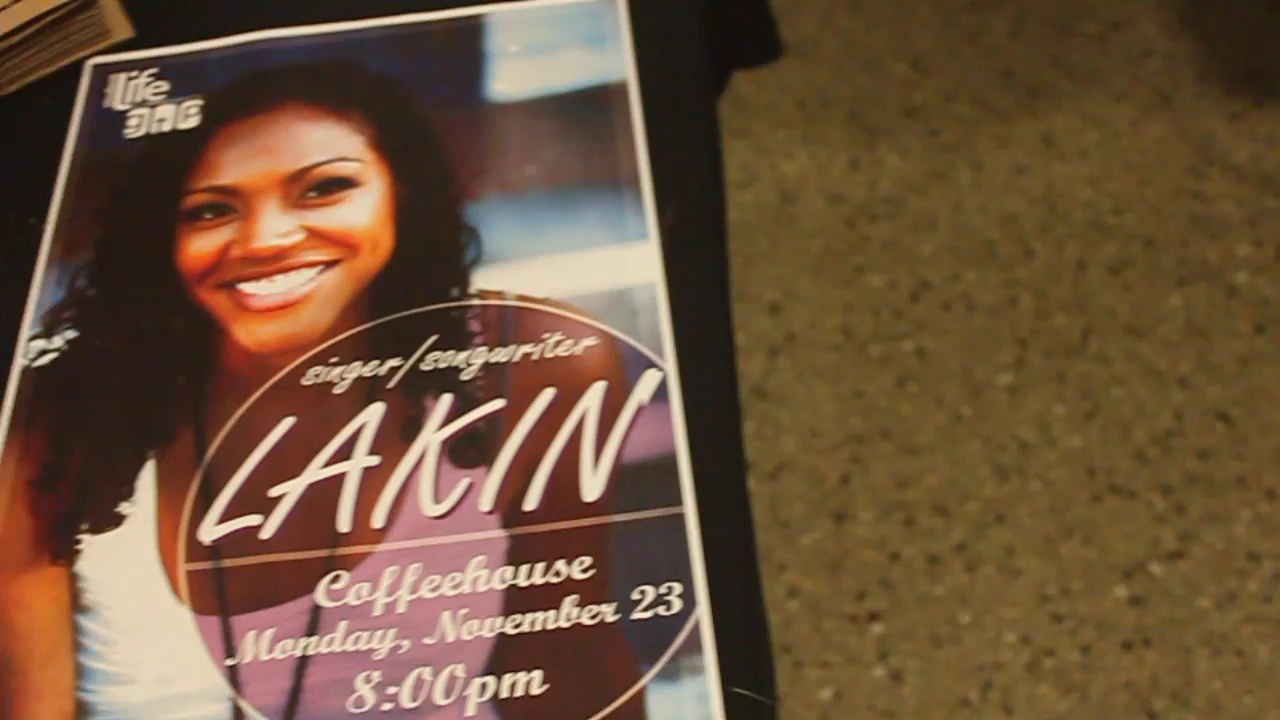 life
singer/songwriter
LAKIN
Coffeehouse
Monday, November 23
8:00pm